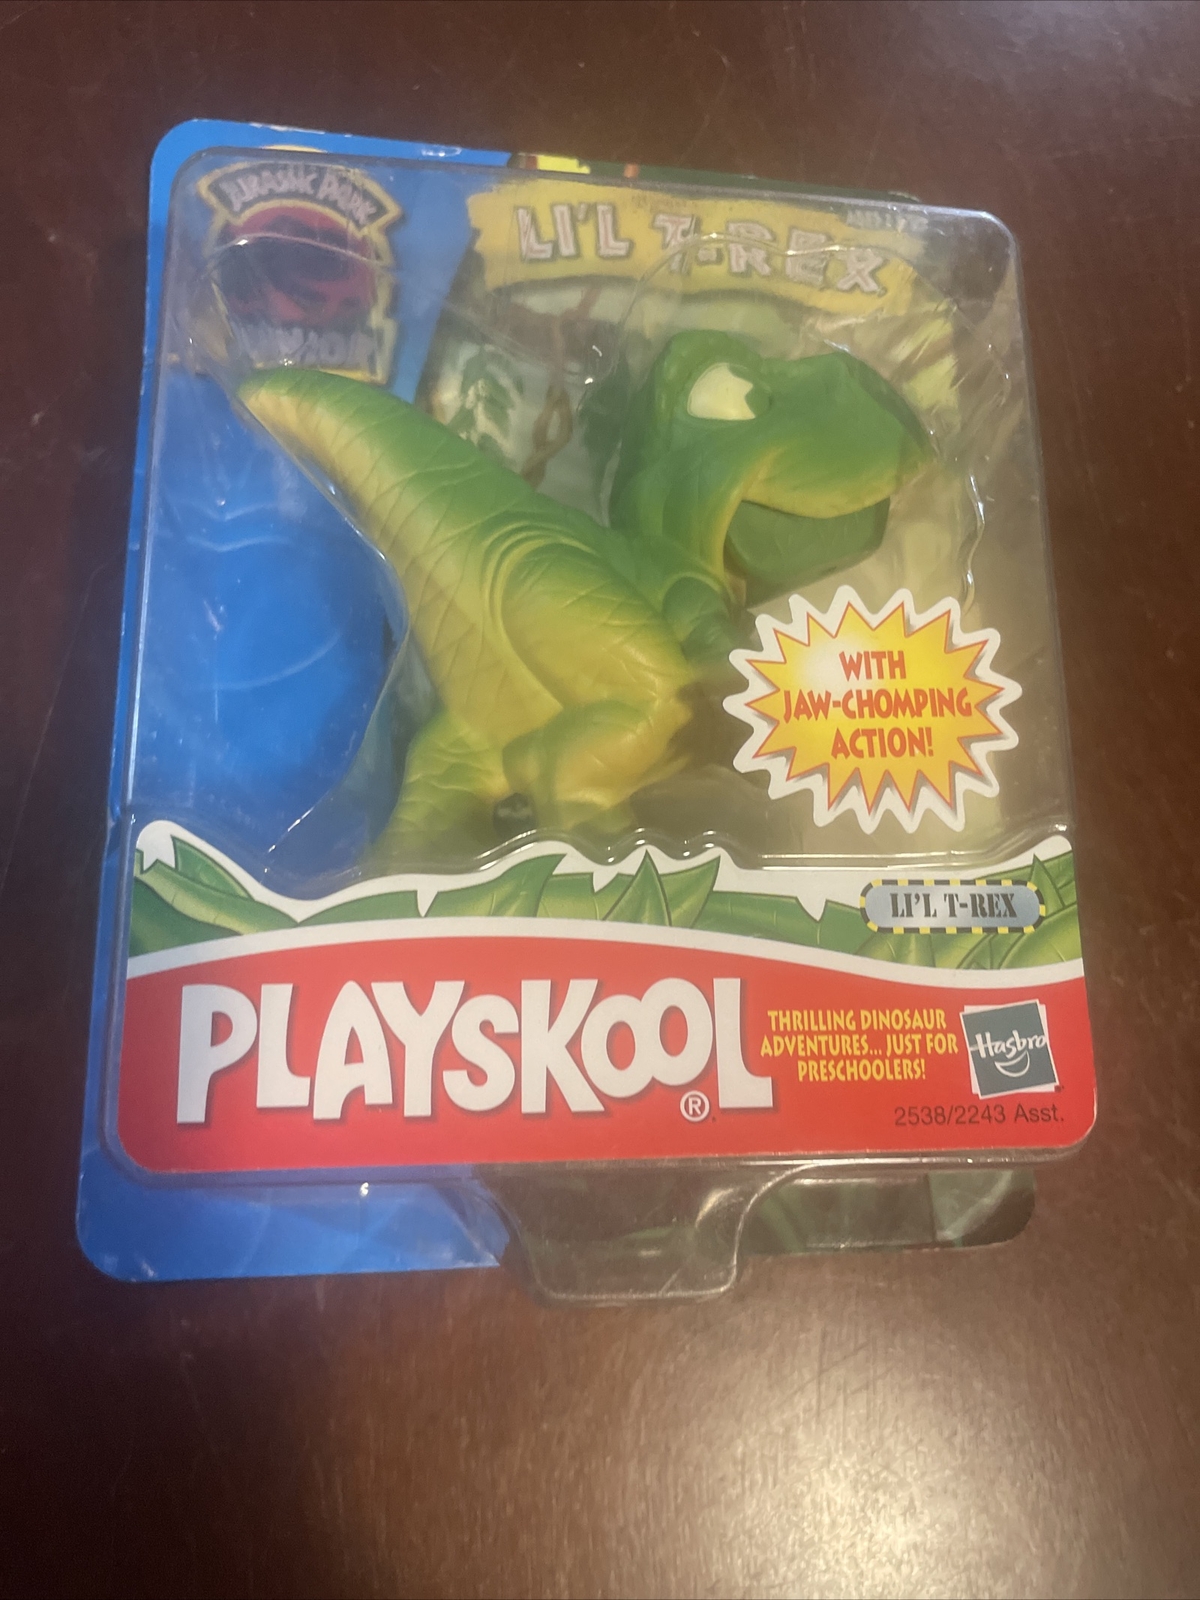 JURASSIC PARK
JUNIOR
LI'L T-REX
WITH
JAW-CHOMPING
ACTION!
LI'L T-REX
PLAYSKOOL®
THRILLING DINOSAUR
ADVENTURES... JUST FOR
PRESCHOOLERS!
Hasbro
2538/2243 Asst.